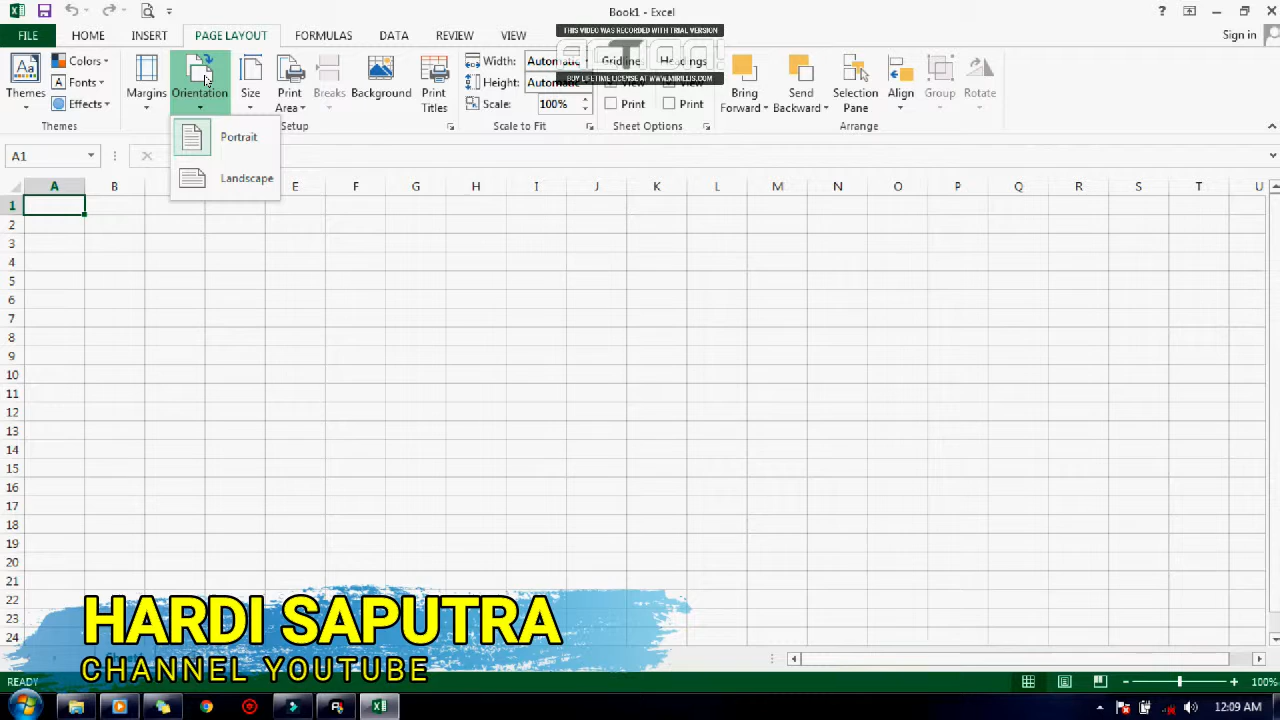 Book1 - Excel
THIS VIDEO WAS RECORDED WITH TRIAL VERSION
BUY LIFETIME LICENSE AT WWW.MIRILLIS.COM
FILE HOME INSERT PAGE LAYOUT FORMULAS DATA REVIEW VIEW Sign in
Themes
Colors
Fonts
Effects
Margins
Orientation
Size
Print Area
Breaks
Background
Print Titles
Width: Automatic
Height: Automatic
Scale: 100%
Gridline Headings
Print Print
Bring Forward
Send Backward
Selection Pane
Align
Group
Rotate
Themes Setup Scale to Fit Sheet Options Arrange
Portrait
Landscape
A1
A B E F G H I J K L M N O P Q R S T U
1
2
3
4
5
6
7
8
9
10
11
12
13
14
15
16
17
18
19
20
21
22
23
24
HARDI SAPUTRA
CHANNEL YOUTUBE
READY 100%
12:09 AM